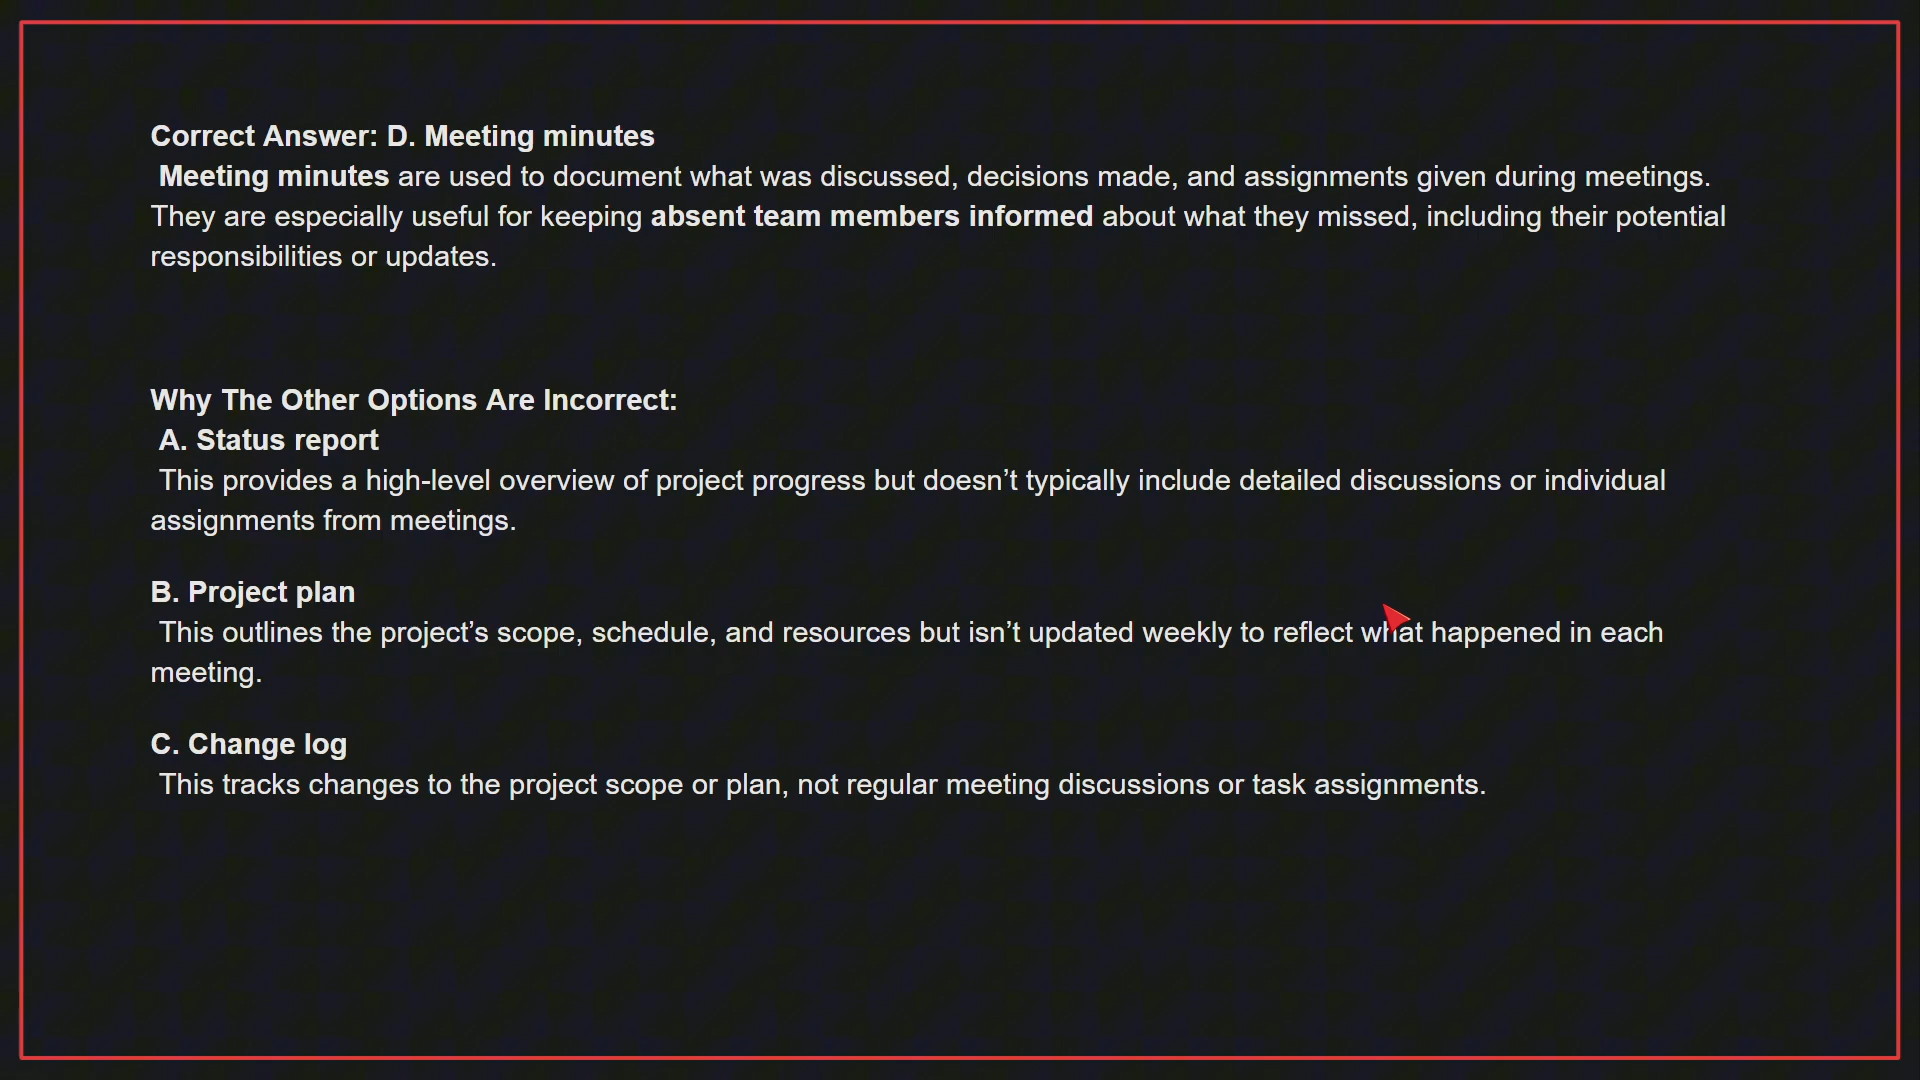 Correct Answer: D. Meeting minutes
Meeting minutes are used to document what was discussed, decisions made, and assignments given during meetings.
They are especially useful for keeping absent team members informed about what they missed, including their potential
responsibilities or updates.
Why The Other Options Are Incorrect:
A. Status report
This provides a high-level overview of project progress but doesn’t typically include detailed discussions or individual
assignments from meetings.
B. Project plan
This outlines the project’s scope, schedule, and resources but isn’t updated weekly to reflect what happened in each
meeting.
C. Change log
This tracks changes to the project scope or plan, not regular meeting discussions or task assignments.